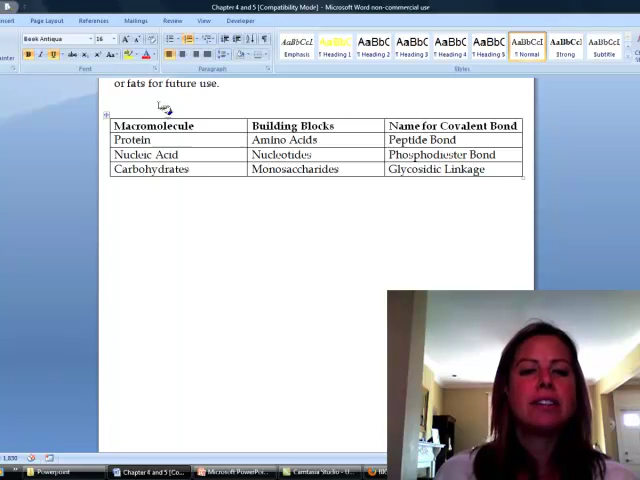 Chapter 4 and 5 [Compatibility Mode] - Microsoft Word non-commercial use
Page Layout References Mailings Review View Developer
Book Antiqua 16
AaBbCcI AaBbC AaBbC AaBbC AaBbC AaBbC AaBbCcI AaBbCcI AaBbCcI
Emphasis ¶ Heading 1 ¶ Heading 2 ¶ Heading 3 ¶ Heading 4 ¶ Heading 5 ¶ Normal Strong Subtitle
Font Paragraph Styles
or fats for future use.
Macromolecule Building Blocks Name for Covalent Bond
Protein Amino Acids Peptide Bond
Nucleic Acid Nucleotides Phosphodiester Bond
Carbohydrates Monosaccharides Glycosidic Linkage
Powerpoint Chapter 4 and 5 [Co... Microsoft PowerPo... Camtasia Studio - U...